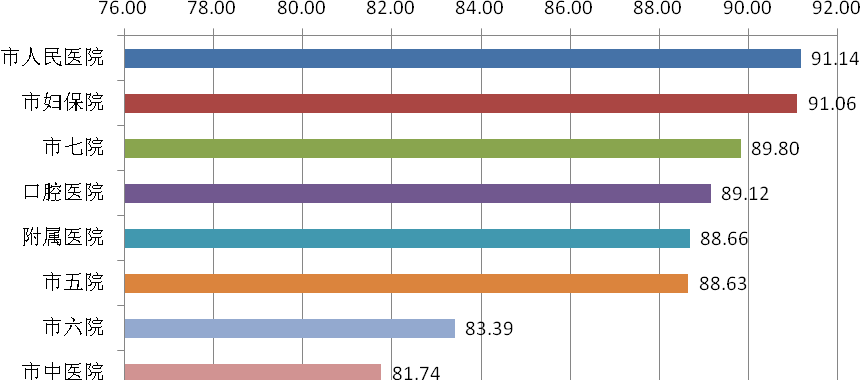 76.00 78.00 80.00 82.00 84.00 86.00 88.00 90.00 92.00
市人民医院 91.14
市妇保院 91.06
市七院 89.80
口腔医院 89.12
附属医院 88.66
市五院 88.63
市六院 83.39
市中医院 81.74